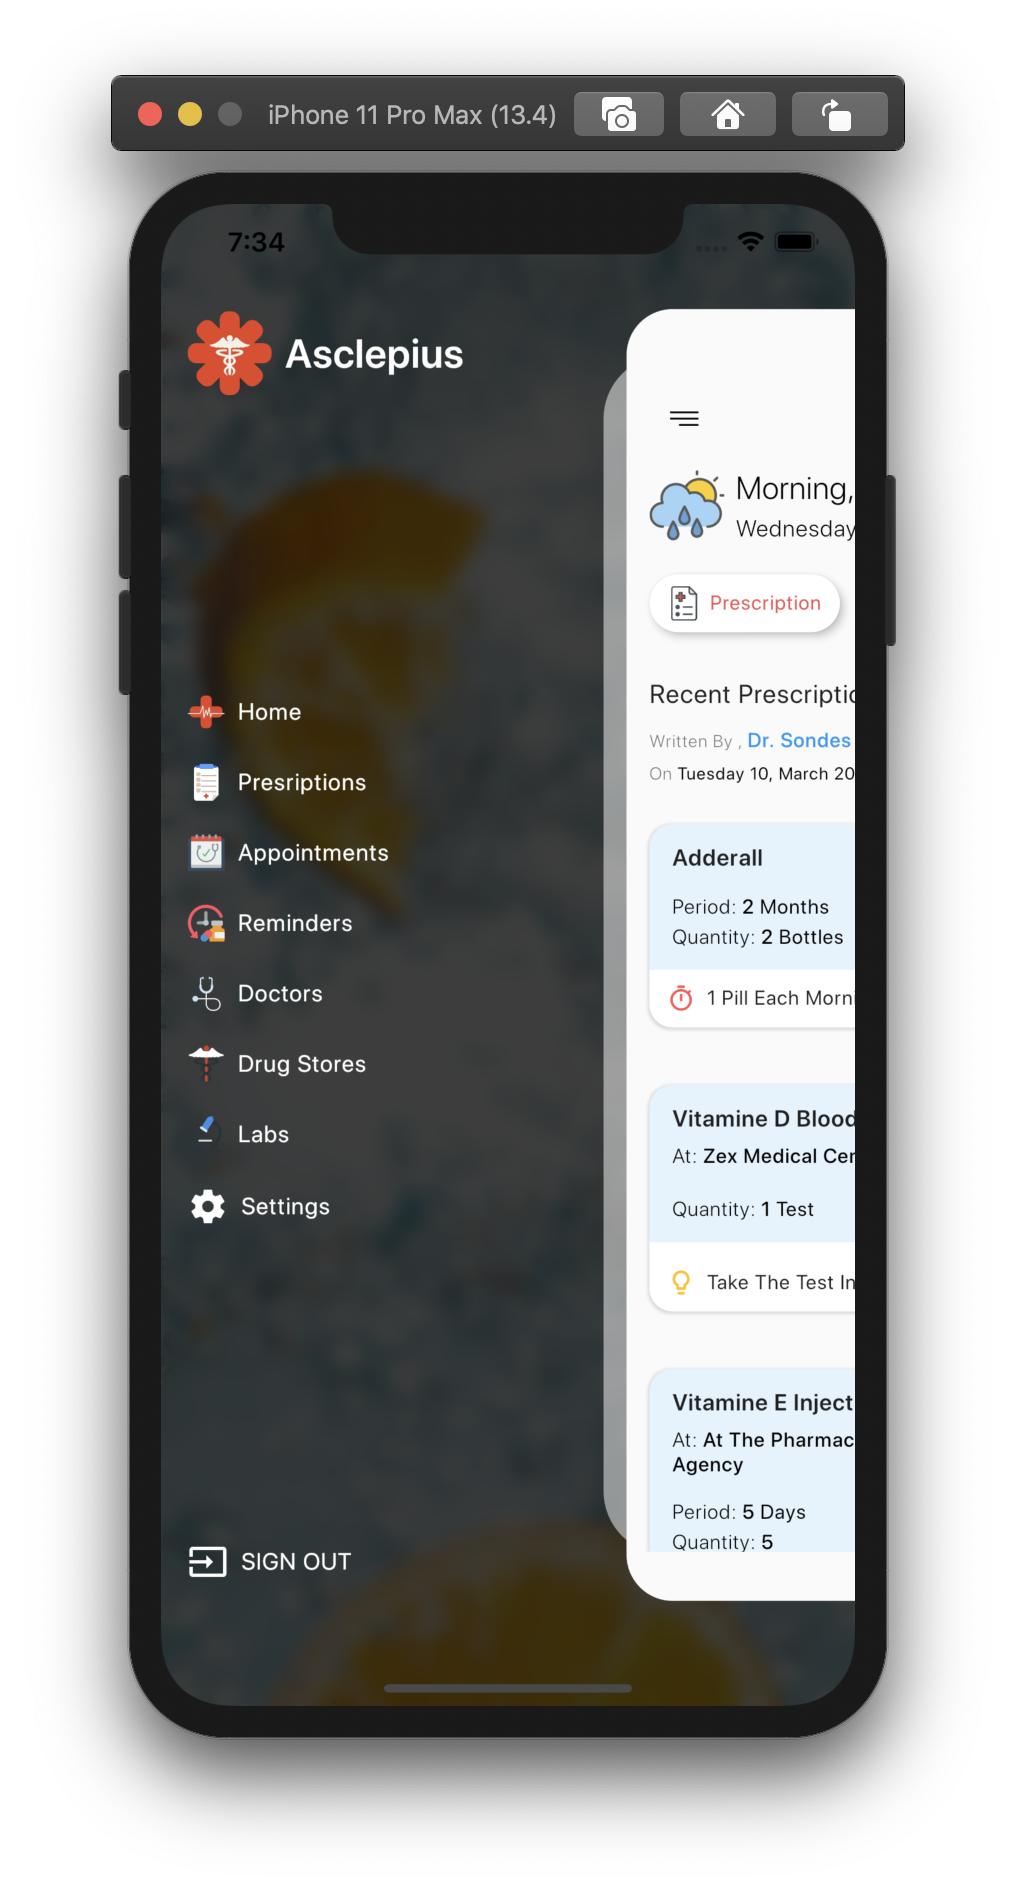 iPhone 11 Pro Max (13.4)
7:34
Asclepius
Home
Presriptions
Appointments
Reminders
Doctors
Drug Stores
Labs
Settings
SIGN OUT
Morning,
Wednesday
Prescription
Recent Prescriptio
Written By , Dr. Sondes
On Tuesday 10, March 20
Adderall
Period: 2 Months
Quantity: 2 Bottles
1 Pill Each Morni
Vitamine D Blood
At: Zex Medical Cer
Quantity: 1 Test
Take The Test In
Vitamine E Inject
At: At The Pharmac
Agency
Period: 5 Days
Quantity: 5